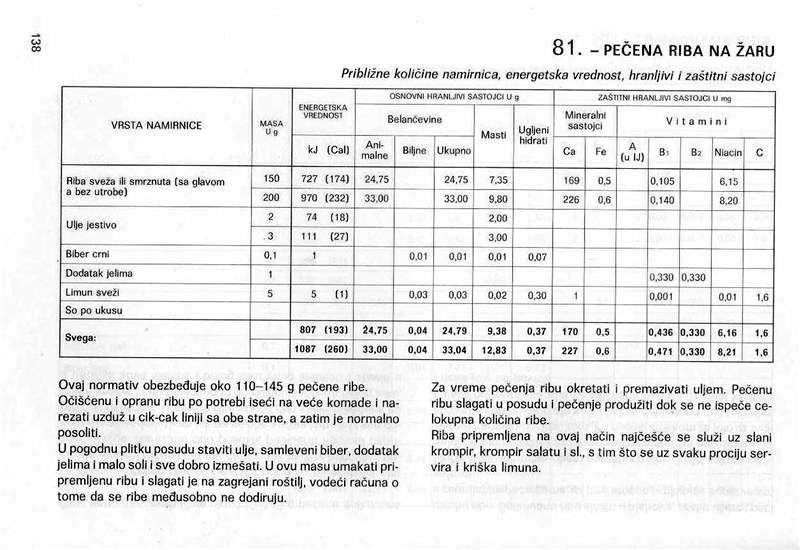 138
81. – PEČENA RIBA NA ŽARU
Približne količine namirnica, energetska vrednost, hranljivi i zaštitni sastojci
VRSTA NAMIRNICE | MASA U g | ENERGETSKA VREDNOST | OSNOVNI HRANLJIVI SASTOJCI U g | ZAŠTITNI HRANLJIVI SASTOJCI U mg
Belančevine | Masti | Ugljeni hidrati | Mineralni sastojci | Vitamini
kJ (Cal) | Ani-malne | Biljne | Ukupno | Ca | Fe | A (u IJ) | B1 | B2 | Niacin | C
Riba sveža ili smrznuta (sa glavom a bez utrobe) | 150 | 727 (174) | 24,75 | | 24,75 | 7,35 | | 169 | 0,5 | | 0,105 | | 6,15 |
200 | 970 (232) | 33,00 | | 33,00 | 9,80 | | 226 | 0,6 | | 0,140 | | 8,20 |
Ulje jestivo | 2 | 74 (18) | | | | 2,00
3 | 111 (27) | | | | 3,00
Biber crni | 0,1 | 1 | | 0,01 | 0,01 | 0,01 | 0,07
Dodatak jelima | 1 | | | | | | | | | | 0,330 | 0,330
Limun sveži | 5 | 5 (1) | | 0,03 | 0,03 | 0,02 | 0,30 | 1 | | | 0,001 | | 0,01 | 1,6
So po ukusu
Svega: | | 807 (193) | 24,75 | 0,04 | 24,79 | 9,38 | 0,37 | 170 | 0,5 | | 0,436 | 0,330 | 6,16 | 1,6
1087 (260) | 33,00 | 0,04 | 33,04 | 12,83 | 0,37 | 227 | 0,6 | | 0,471 | 0,330 | 8,21 | 1,6
Ovaj normativ obezbeđuje oko 110–145 g pečene ribe.
Očišćenu i opranu ribu po potrebi iseći na veće komade i na-
rezati uzduž u cik-cak liniji sa obe strane, a zatim je normalno
posoliti.
U pogodnu plitku posudu staviti ulje, samleveni biber, dodatak
jelima i malo soli i sve dobro izmešati. U ovu masu umakati pri-
premljenu ribu i slagati je na zagrejani roštilj, vodeći računa o
tome da se ribe međusobno ne dodiruju.
Za vreme pečenja ribu okretati i premazivati uljem. Pečenu
ribu slagati u posudu i pečenje produžiti dok se ne ispeče ce-
lokupna količina ribe.
Riba pripremljena na ovaj način najčešće se služi uz slani
krompir, krompir salatu i sl., s tim što se uz svaku prociju ser-
vira i kriška limuna.